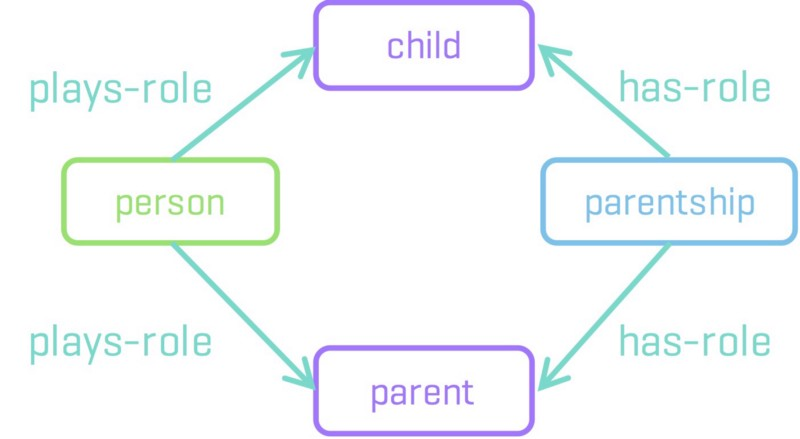 child
plays-role
has-role
person
parentship
plays-role
has-role
parent